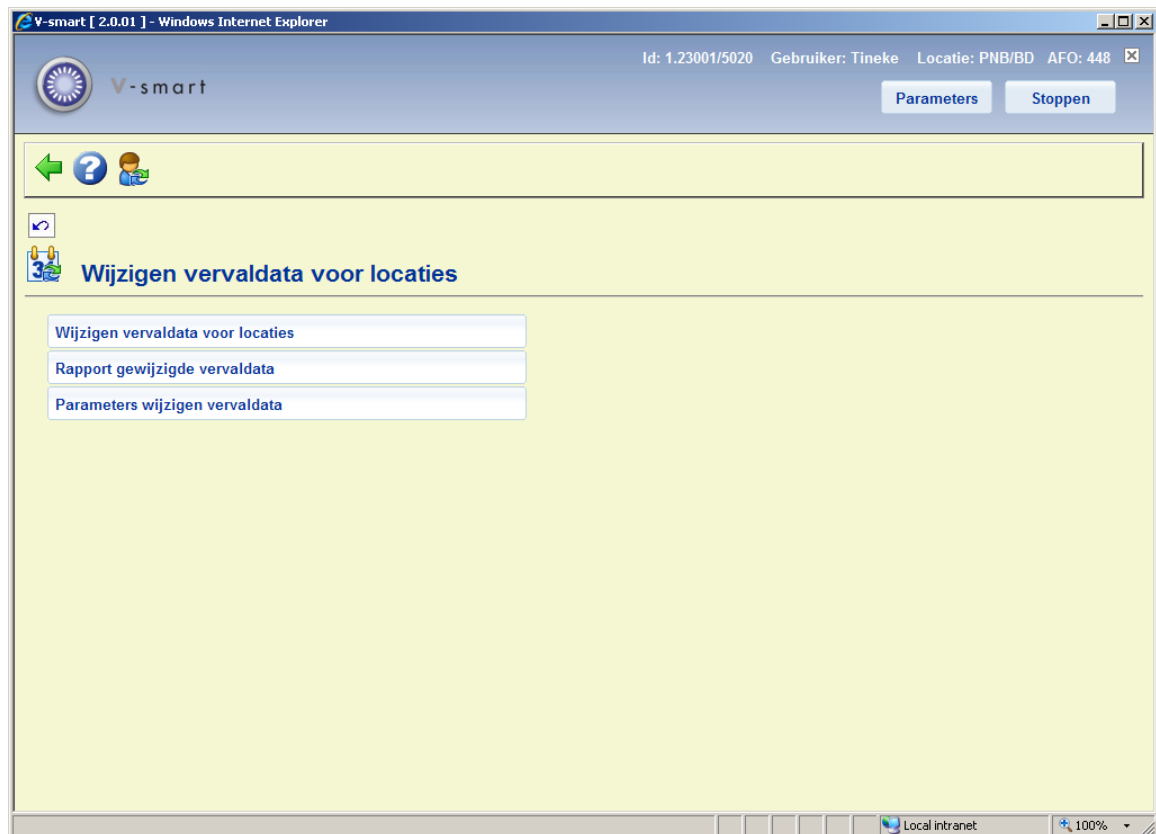 V-smart [ 2.0.01 ] - Windows Internet Explorer
Id: 1.23001/5020 Gebruiker: Tineke Locatie: PNB/BD AFO: 448
V-smart
Parameters Stoppen
Wijzigen vervaldata voor locaties
Wijzigen vervaldata voor locaties
Rapport gewijzigde vervaldata
Parameters wijzigen vervaldata
Local intranet 100%